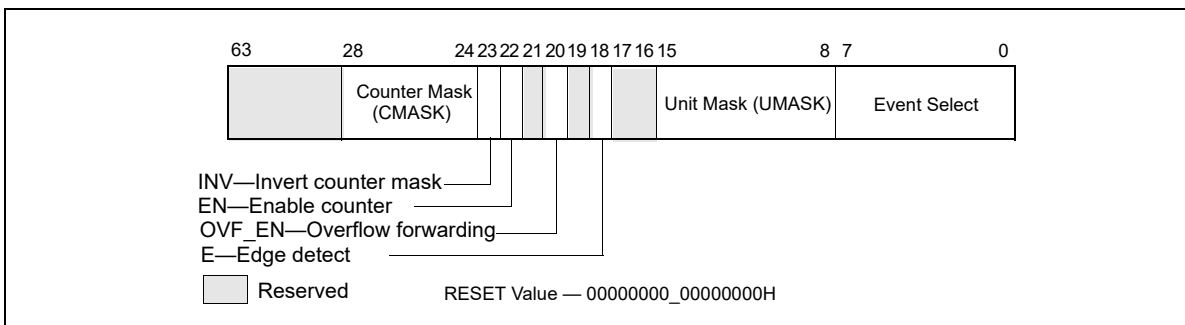 63 28 24 23 22 21 20 19 18 17 16 15 8 7 0
Counter Mask
(CMASK)
Unit Mask (UMASK)
Event Select
INV—Invert counter mask
EN—Enable counter
OVF_EN—Overflow forwarding
E—Edge detect
Reserved
RESET Value — 00000000_00000000H